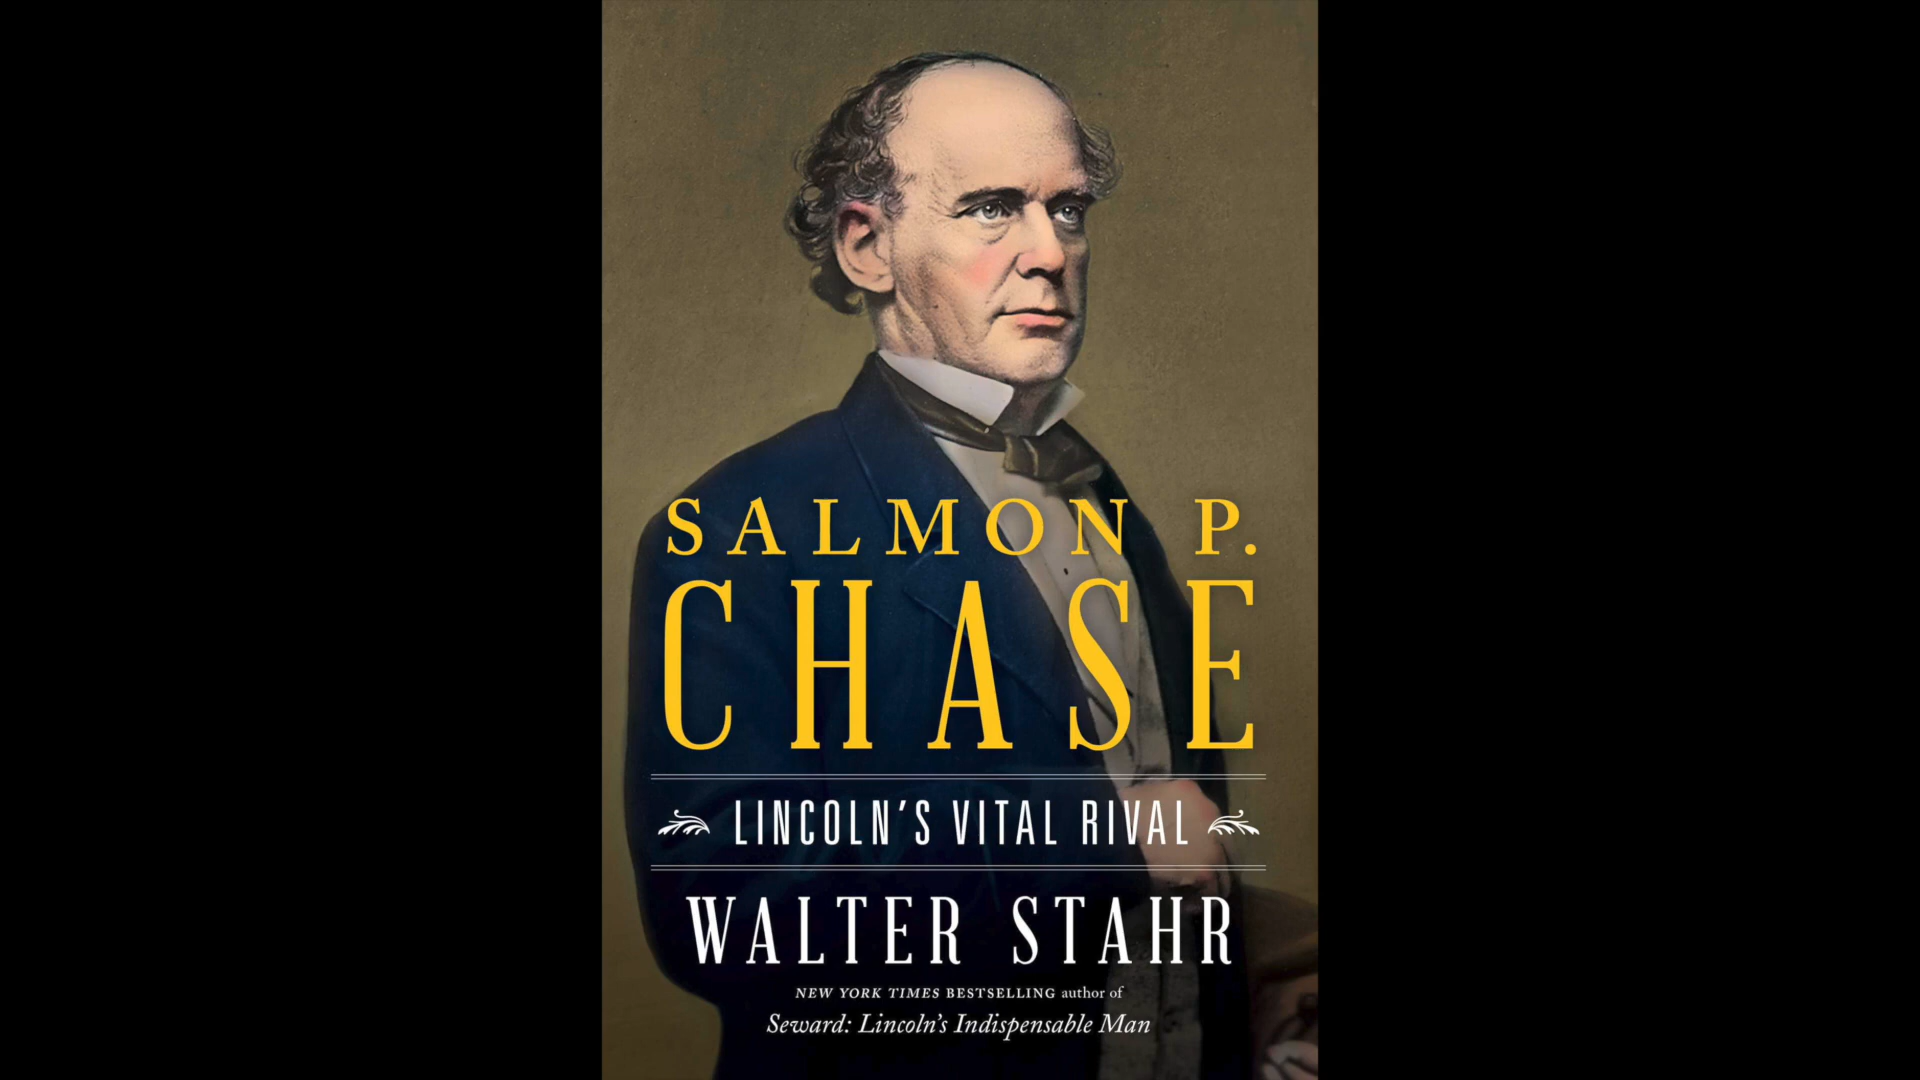 SALMON P.
CHASE
LINCOLN'S VITAL RIVAL
WALTER STAHR
NEW YORK TIMES BESTSELLING author of
Seward: Lincoln's Indispensable Man